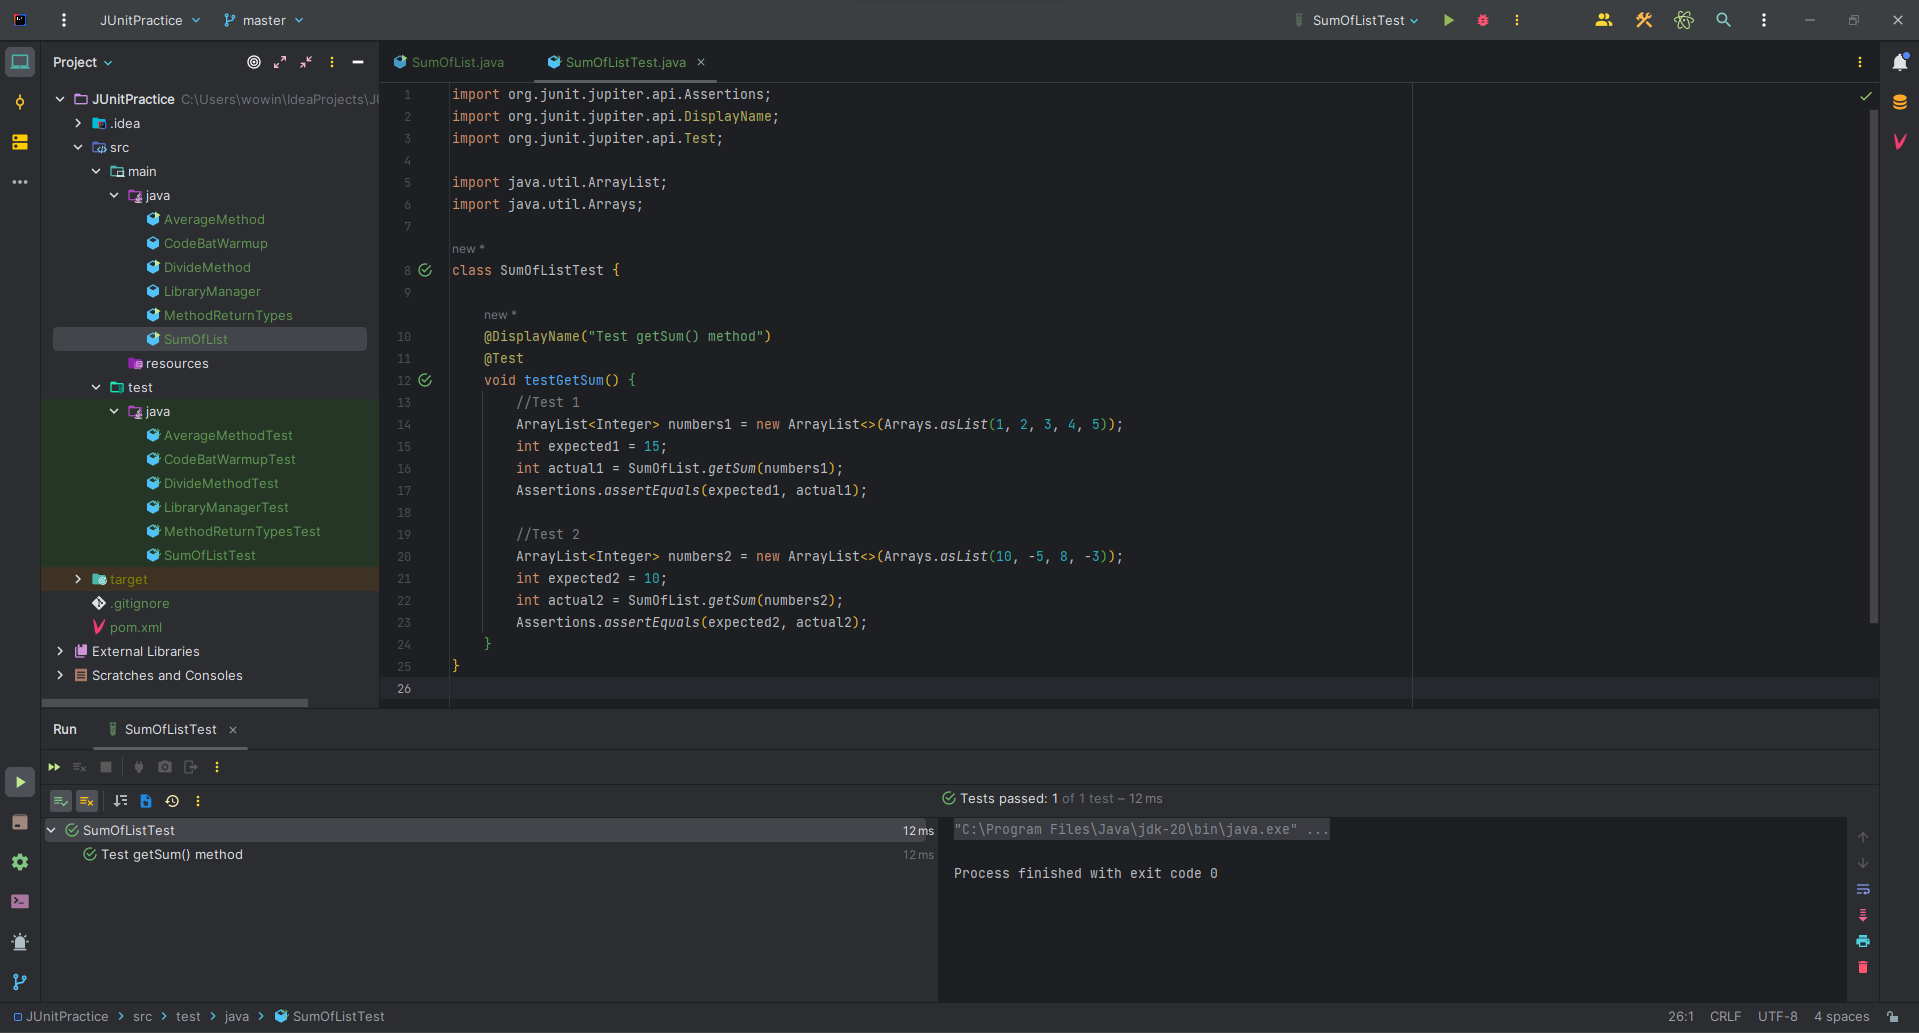 JUnitPractice master SumOfListTest
Project
JUnitPractice C:\Users\wowin\IdeaProjects\JU
.idea
src
main
java
AverageMethod
CodeBatWarmup
DivideMethod
LibraryManager
MethodReturnTypes
SumOfList
resources
test
java
AverageMethodTest
CodeBatWarmupTest
DivideMethodTest
LibraryManagerTest
MethodReturnTypesTest
SumOfListTest
target
.gitignore
pom.xml
External Libraries
Scratches and Consoles
SumOfList.java SumOfListTest.java
1 import org.junit.jupiter.api.Assertions;
2 import org.junit.jupiter.api.DisplayName;
3 import org.junit.jupiter.api.Test;
4
5 import java.util.ArrayList;
6 import java.util.Arrays;
7
new *
8 class SumOfListTest {
9
new *
10 @DisplayName("Test getSum() method")
11 @Test
12 void testGetSum() {
13 //Test 1
14 ArrayList<Integer> numbers1 = new ArrayList<>(Arrays.asList(1, 2, 3, 4, 5));
15 int expected1 = 15;
16 int actual1 = SumOfList.getSum(numbers1);
17 Assertions.assertEquals(expected1, actual1);
18
19 //Test 2
20 ArrayList<Integer> numbers2 = new ArrayList<>(Arrays.asList(10, -5, 8, -3));
21 int expected2 = 10;
22 int actual2 = SumOfList.getSum(numbers2);
23 Assertions.assertEquals(expected2, actual2);
24 }
25 }
26
Run SumOfListTest
SumOfListTest 12 ms
Test getSum() method 12 ms
Tests passed: 1 of 1 test – 12 ms
"C:\Program Files\Java\jdk-20\bin\java.exe" ...
Process finished with exit code 0
JUnitPractice > src > test > java > SumOfListTest
26:1 CRLF UTF-8 4 spaces